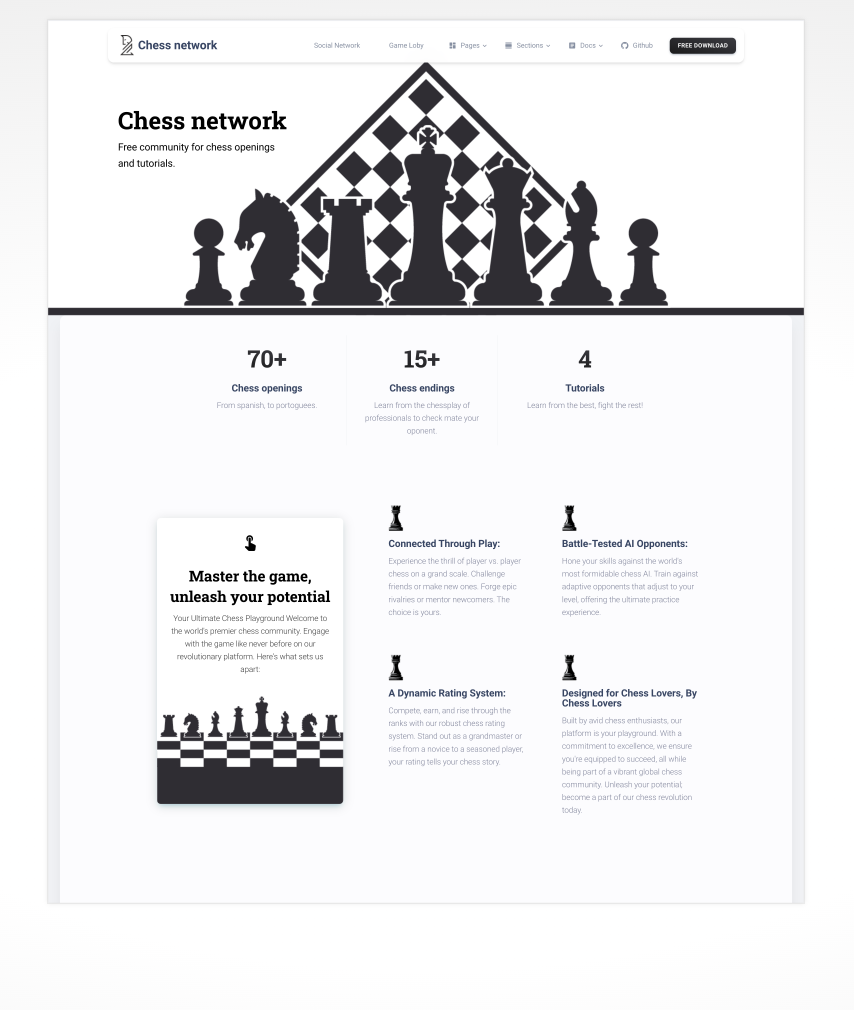 Chess network
Social Network
Game Loby
Pages
Sections
Docs
Github
FREE DOWNLOAD
Chess network
Free community for chess openings
and tutorials.
70+
Chess openings
From spanish, to portoguees.
15+
Chess endings
Learn from the chessplay of
professionals to check mate your
oponent.
4
Tutorials
Learn from the best, fight the rest!
Master the game,
unleash your potential
Your Ultimate Chess Playground Welcome to
the world's premier chess community. Engage
with the game like never before on our
revolutionary platform. Here's what sets us
apart:
Connected Through Play:
Experience the thrill of player vs. player
chess on a grand scale. Challenge
friends or make new ones. Forge epic
rivalries or mentor newcomers. The
choice is yours.
Battle-Tested AI Opponents:
Hone your skills against the world's
most formidable chess AI. Train against
adaptive opponents that adjust to your
level, offering the ultimate practice
experience.
A Dynamic Rating System:
Compete, earn, and rise through the
ranks with our robust chess rating
system. Stand out as a grandmaster or
rise from a novice to a seasoned player,
your rating tells your chess story.
Designed for Chess Lovers, By
Chess Lovers
Built by avid chess enthusiasts, our
platform is your playground. With a
commitment to excellence, we ensure
you're equipped to succeed, all while
being part of a vibrant global chess
community. Unleash your potential,
become a part of our chess revolution
today.